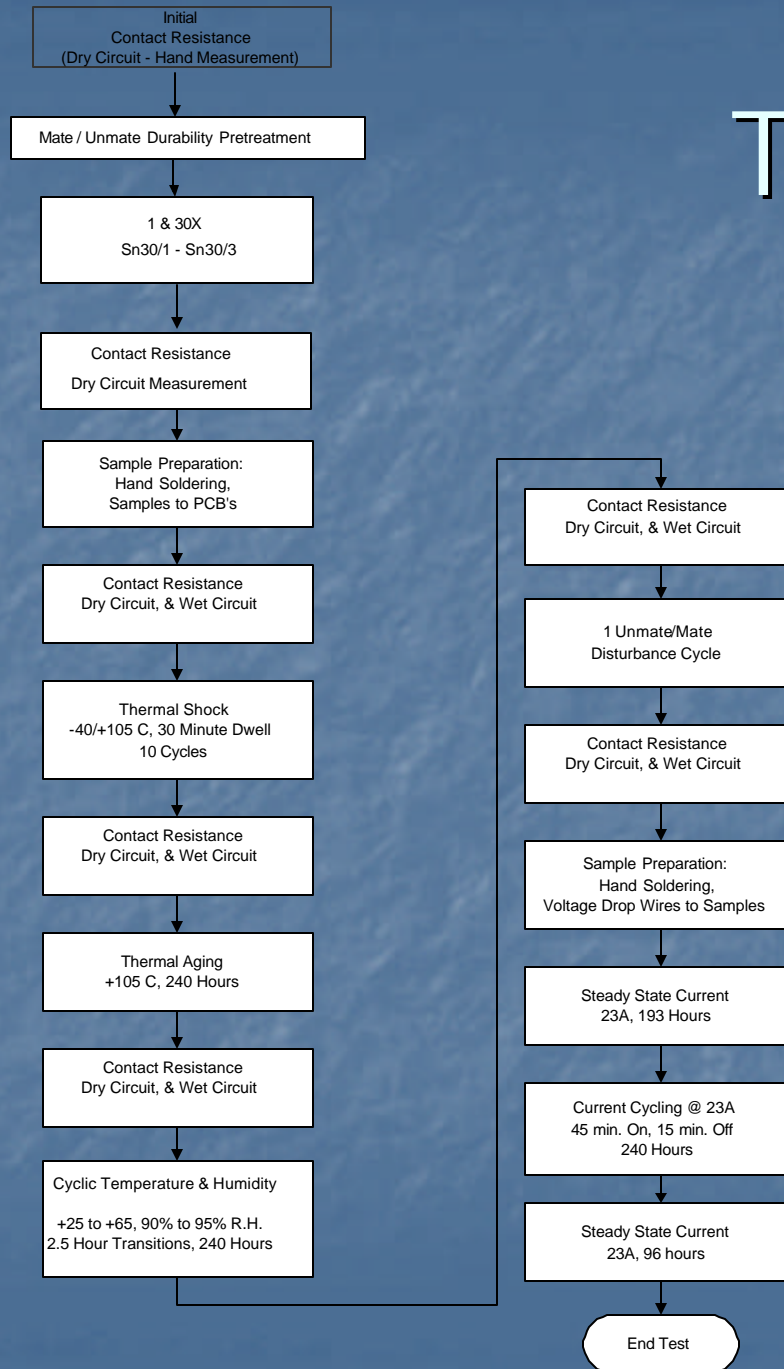 Initial
Contact Resistance
(Dry Circuit - Hand Measurement)
Mate / Unmate Durability Pretreatment
1 & 30X
Sn30/1 - Sn30/3
Contact Resistance
Dry Circuit Measurement
Sample Preparation:
Hand Soldering,
Samples to PCB's
Contact Resistance
Dry Circuit, & Wet Circuit
Thermal Shock
-40/+105 C, 30 Minute Dwell
10 Cycles
Contact Resistance
Dry Circuit, & Wet Circuit
Thermal Aging
+105 C, 240 Hours
Contact Resistance
Dry Circuit, & Wet Circuit
Cyclic Temperature & Humidity
+25 to +65, 90% to 95% R.H.
2.5 Hour Transitions, 240 Hours
T
Contact Resistance
Dry Circuit, & Wet Circuit
1 Unmate/Mate
Disturbance Cycle
Contact Resistance
Dry Circuit, & Wet Circuit
Sample Preparation:
Hand Soldering,
Voltage Drop Wires to Samples
Steady State Current
23A, 193 Hours
Current Cycling @ 23A
45 min. On, 15 min. Off
240 Hours
Steady State Current
23A, 96 hours
End Test